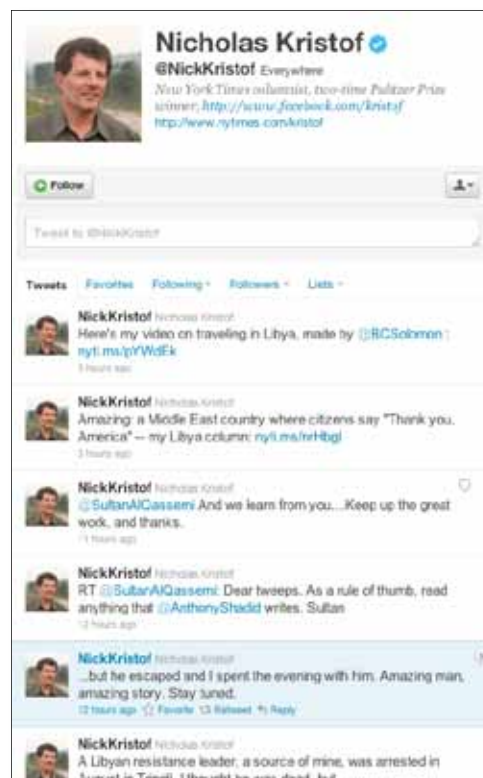 Nicholas Kristof
@NickKristof Everywhere
New York Times columnist, two-time Pulitzer Prize
winner, http://www.facebook.com/kristof
http://www.nytimes.com/kristof
Follow
Tweet to @NickKristof
Tweets Favorites Following Followers Lists
NickKristof Nicholas Kristof
Here's my video on traveling in Libya, made by @BCSolomon :
nyti.ms/pYWdEk
3 hours ago
NickKristof Nicholas Kristof
Amazing: a Middle East country where citizens say "Thank you,
America" -- my Libya column: nyti.ms/nrHbgI
3 hours ago
NickKristof Nicholas Kristof
@SultanAlQassemi And we learn from you....Keep up the great
work, and thanks.
11 hours ago
NickKristof Nicholas Kristof
RT @SultanAlQassemi: Dear tweeps. As a rule of thumb, read
anything that @AnthonyShadid writes. Sultan
12 hours ago
NickKristof Nicholas Kristof
...but he escaped and I spent the evening with him. Amazing man,
amazing story. Stay tuned.
12 hours ago Favorite Retweet Reply
NickKristof Nicholas Kristof
A Libyan resistance leader, a source of mine, was arrested in
August in Tripoli. I thought he was dead, but